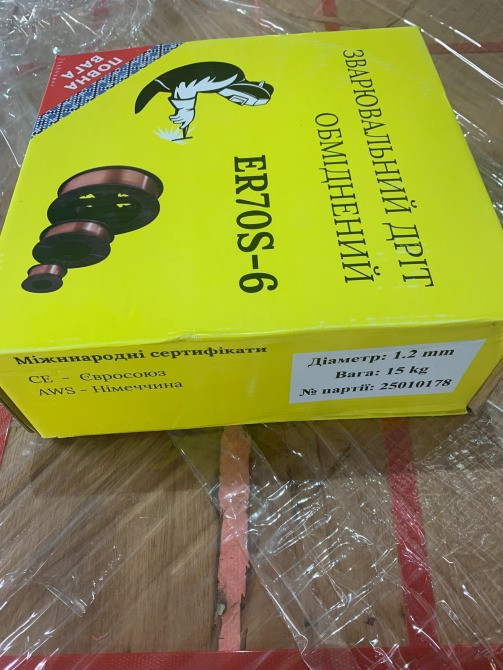 ПОВНА
ВАГА
ЗВАРЮВАЛЬНИЙ ДРІТ
ОБМІДНЕНИЙ
ER70S-6
Міжннародні сертифікати
CE - Євросоюз
AWS - Німеччина
Діаметр: 1.2 mm
Вага: 15 kg
№ партії: 25010178